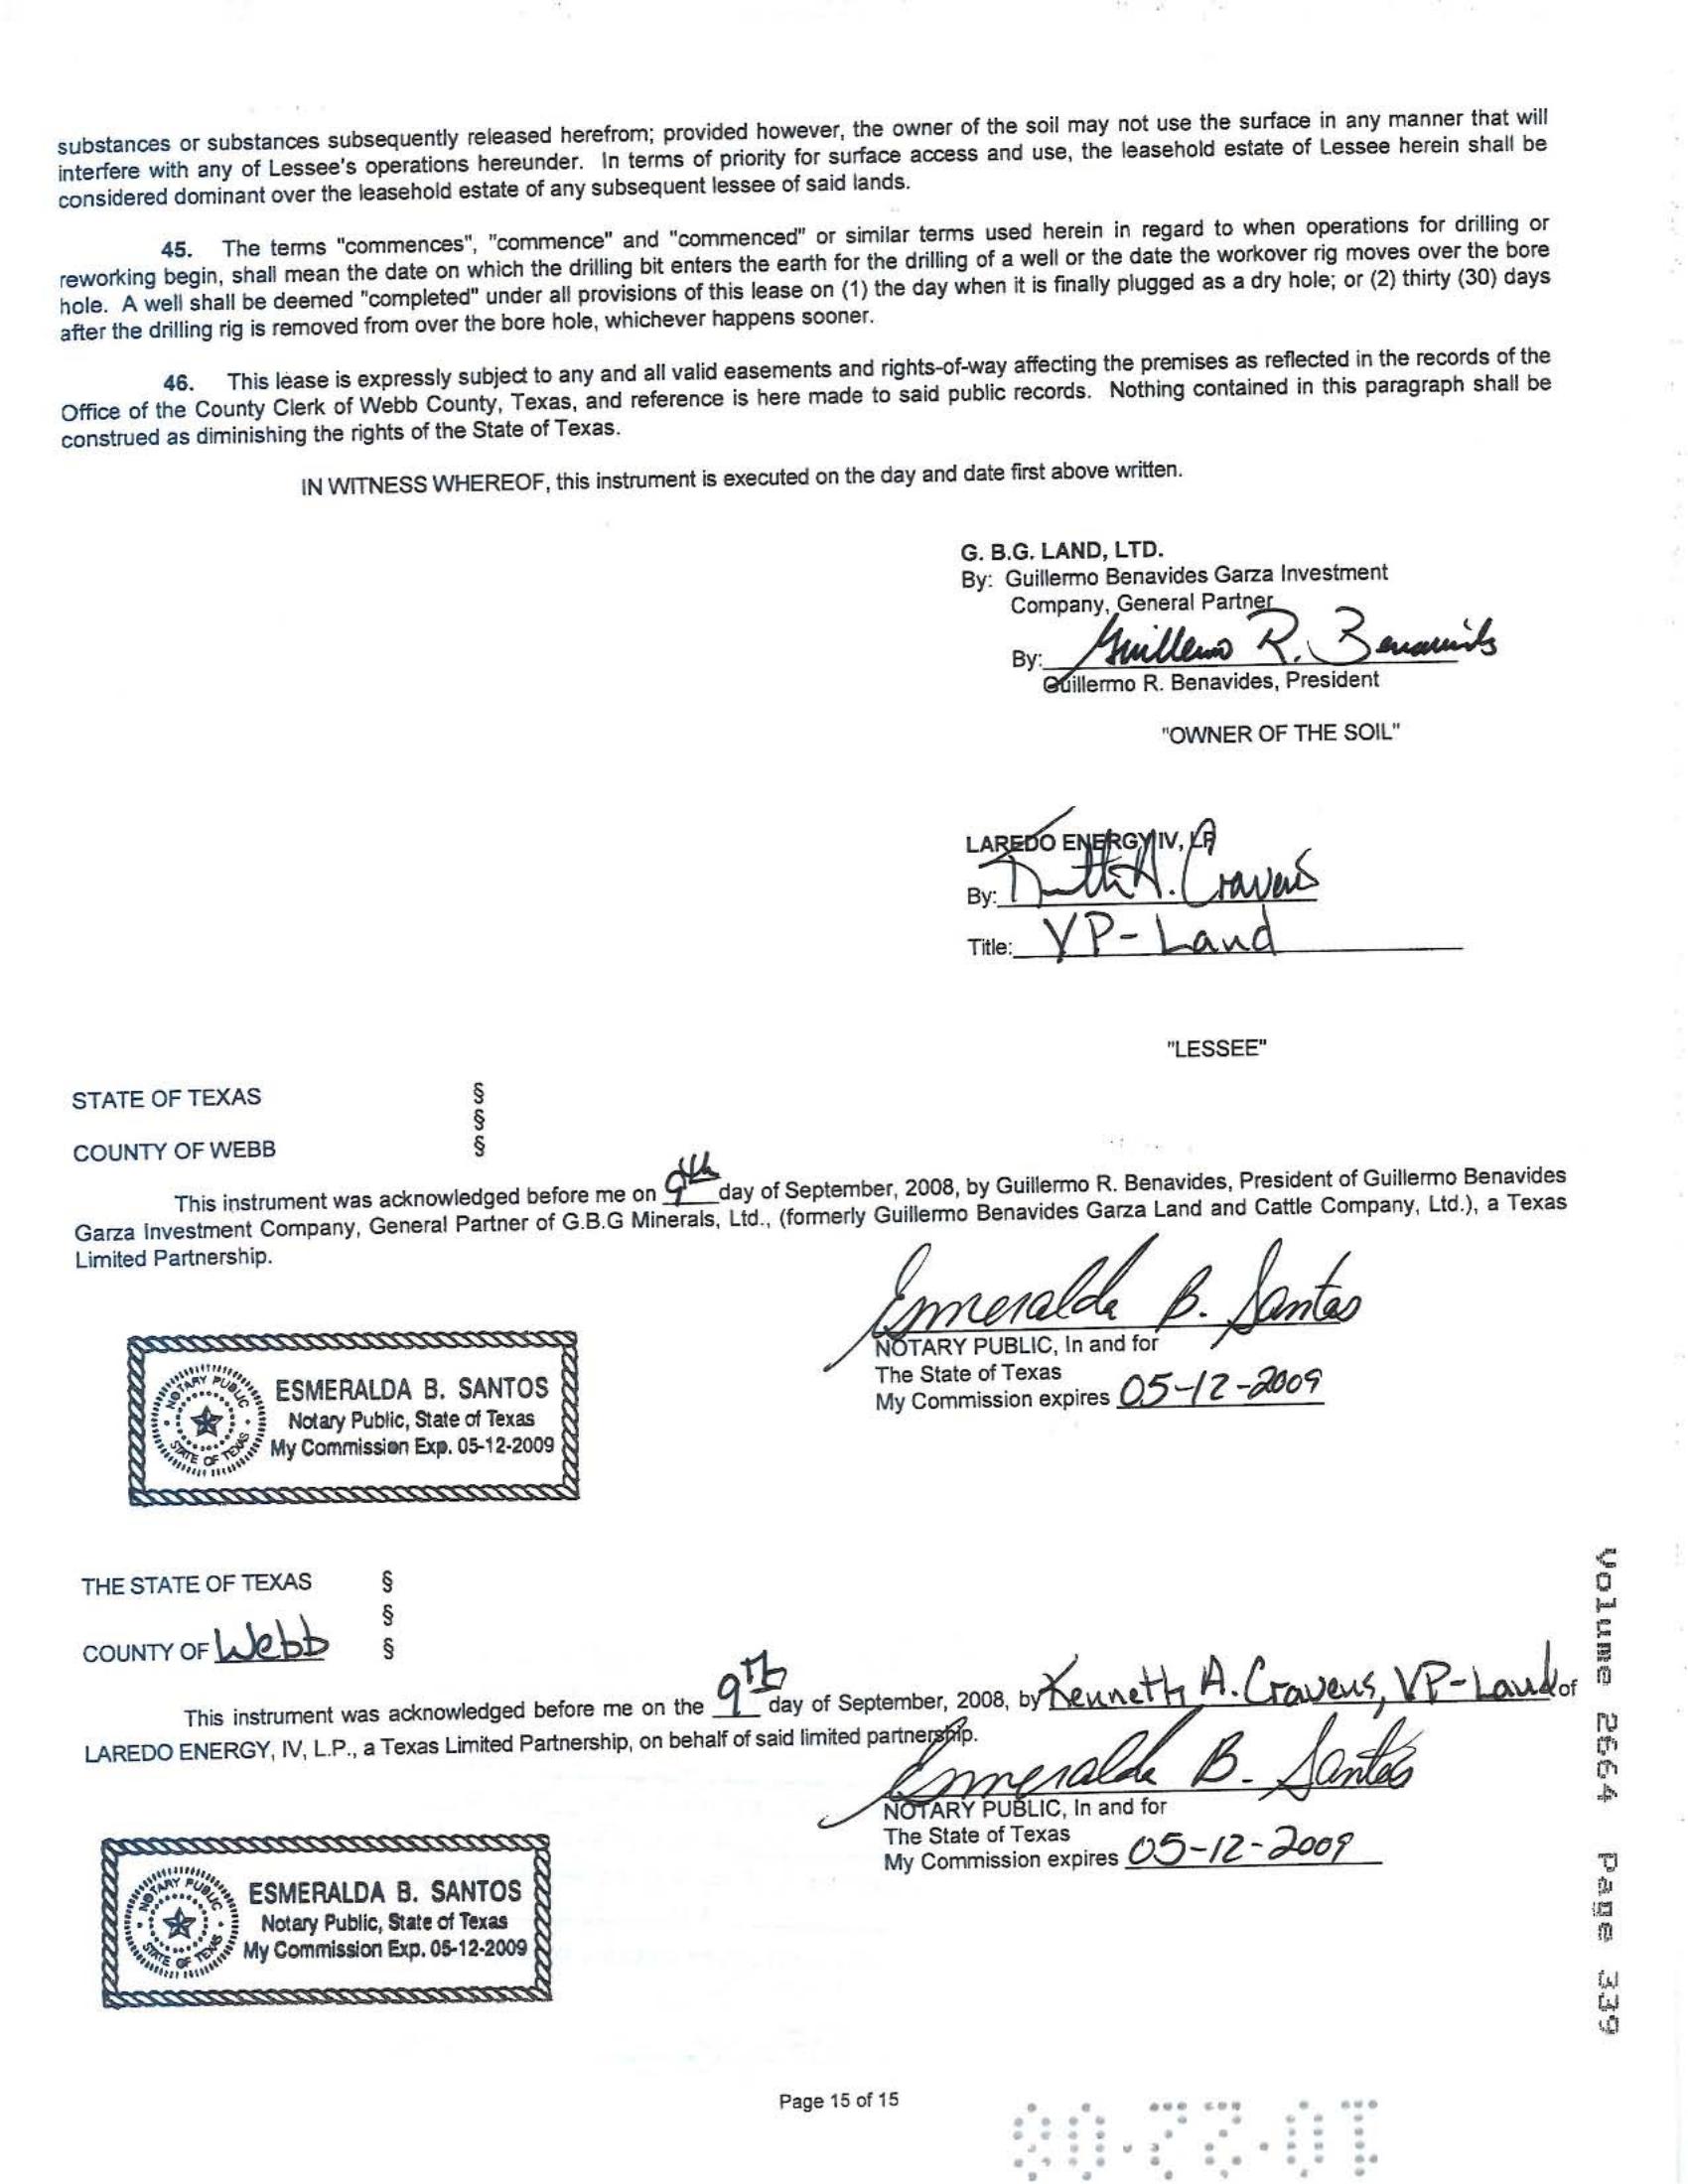 substances or substances subsequently released herefrom; provided however, the owner of the soil may not use the surface in any manner that will
interfere with any of Lessee's operations hereunder. In terms of priority for surface access and use, the leasehold estate of Lessee herein shall be
considered dominant over the leasehold estate of any subsequent lessee of said lands.
45. The terms "commences", "commence" and "commenced" or similar terms used herein in regard to when operations for drilling or
reworking begin, shall mean the date on which the drilling bit enters the earth for the drilling of a well or the date the workover rig moves over the bore
hole. A well shall be deemed "completed" under all provisions of this lease on (1) the day when it is finally plugged as a dry hole; or (2) thirty (30) days
after the drilling rig is removed from over the bore hole, whichever happens sooner.
46. This lease is expressly subject to any and all valid easements and rights-of-way affecting the premises as reflected in the records of the
Office of the County Clerk of Webb County, Texas, and reference is here made to said public records. Nothing contained in this paragraph shall be
construed as diminishing the rights of the State of Texas.
IN WITNESS WHEREOF, this instrument is executed on the day and date first above written.
G. B.G. LAND, LTD.
By: Guillermo Benavides Garza Investment
Company, General Partner
By: Guillermo R. Benavides
Guillermo R. Benavides, President
"OWNER OF THE SOIL"
LAREDO ENERGY IV, LP
By: Kenneth A. Cravens
Title: VP-Land
"LESSEE"
STATE OF TEXAS §
§
COUNTY OF WEBB §
This instrument was acknowledged before me on 9th day of September, 2008, by Guillermo R. Benavides, President of Guillermo Benavides
Garza Investment Company, General Partner of G.B.G Minerals, Ltd., (formerly Guillermo Benavides Garza Land and Cattle Company, Ltd.), a Texas
Limited Partnership.
Esmeralda B. Santos
NOTARY PUBLIC, In and for
The State of Texas
My Commission expires 05-12-2009
NOTARY PUBLIC
STATE OF TEXAS
ESMERALDA B. SANTOS
Notary Public, State of Texas
My Commission Exp. 05-12-2009
THE STATE OF TEXAS §
§
COUNTY OF Webb §
This instrument was acknowledged before me on the 9th day of September, 2008, by Kenneth A. Cravens, VP-Land of
LAREDO ENERGY, IV, L.P., a Texas Limited Partnership, on behalf of said limited partnership.
Esmeralda B. Santos
NOTARY PUBLIC, In and for
The State of Texas
My Commission expires 05-12-2009
NOTARY PUBLIC
STATE OF TEXAS
ESMERALDA B. SANTOS
Notary Public, State of Texas
My Commission Exp. 05-12-2009
Volume 2664 Page 339
Page 15 of 15